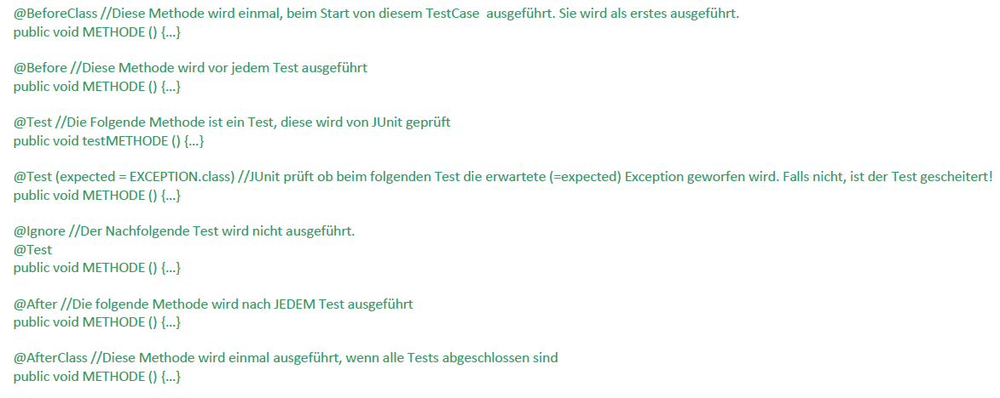 @BeforeClass //Diese Methode wird einmal, beim Start von diesem TestCase  ausgeführt. Sie wird als erstes ausgeführt.
public void METHODE () {…}
@Before //Diese Methode wird vor jedem Test ausgeführt
public void METHODE () {…}
@Test //Die Folgende Methode ist ein Test, diese wird von JUnit geprüft
public void testMETHODE () {…}
@Test (expected = EXCEPTION.class) //JUnit prüft ob beim folgenden Test die erwartete (=expected) Exception geworfen wird. Falls nicht, ist der Test gescheitert!
public void METHODE () {…}
@Ignore //Der Nachfolgende Test wird nicht ausgeführt.
@Test
public void METHODE () {…}
@After //Die folgende Methode wird nach JEDEM Test ausgeführt
public void METHODE () {…}
@AfterClass //Diese Methode wird einmal ausgeführt, wenn alle Tests abgeschlossen sind
public void METHODE () {…}